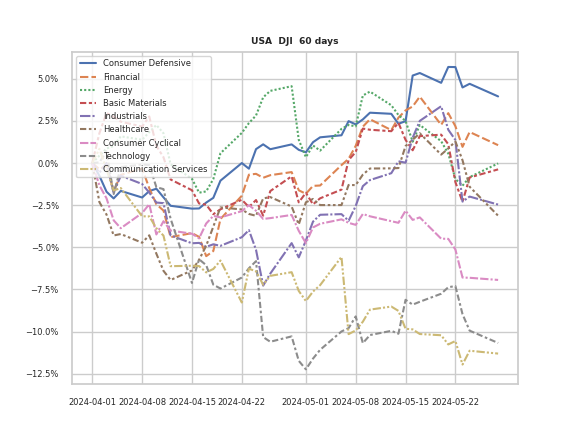 USA  DJI  60 days
Consumer Defensive
Financial
Energy
Basic Materials
Industrials
Healthcare
Consumer Cyclical
Technology
Communication Services
5.0%
2.5%
0.0%
−2.5%
−5.0%
−7.5%
−10.0%
−12.5%
2024-04-01 2024-04-08 2024-04-15 2024-04-22 2024-05-01 2024-05-08 2024-05-15 2024-05-22